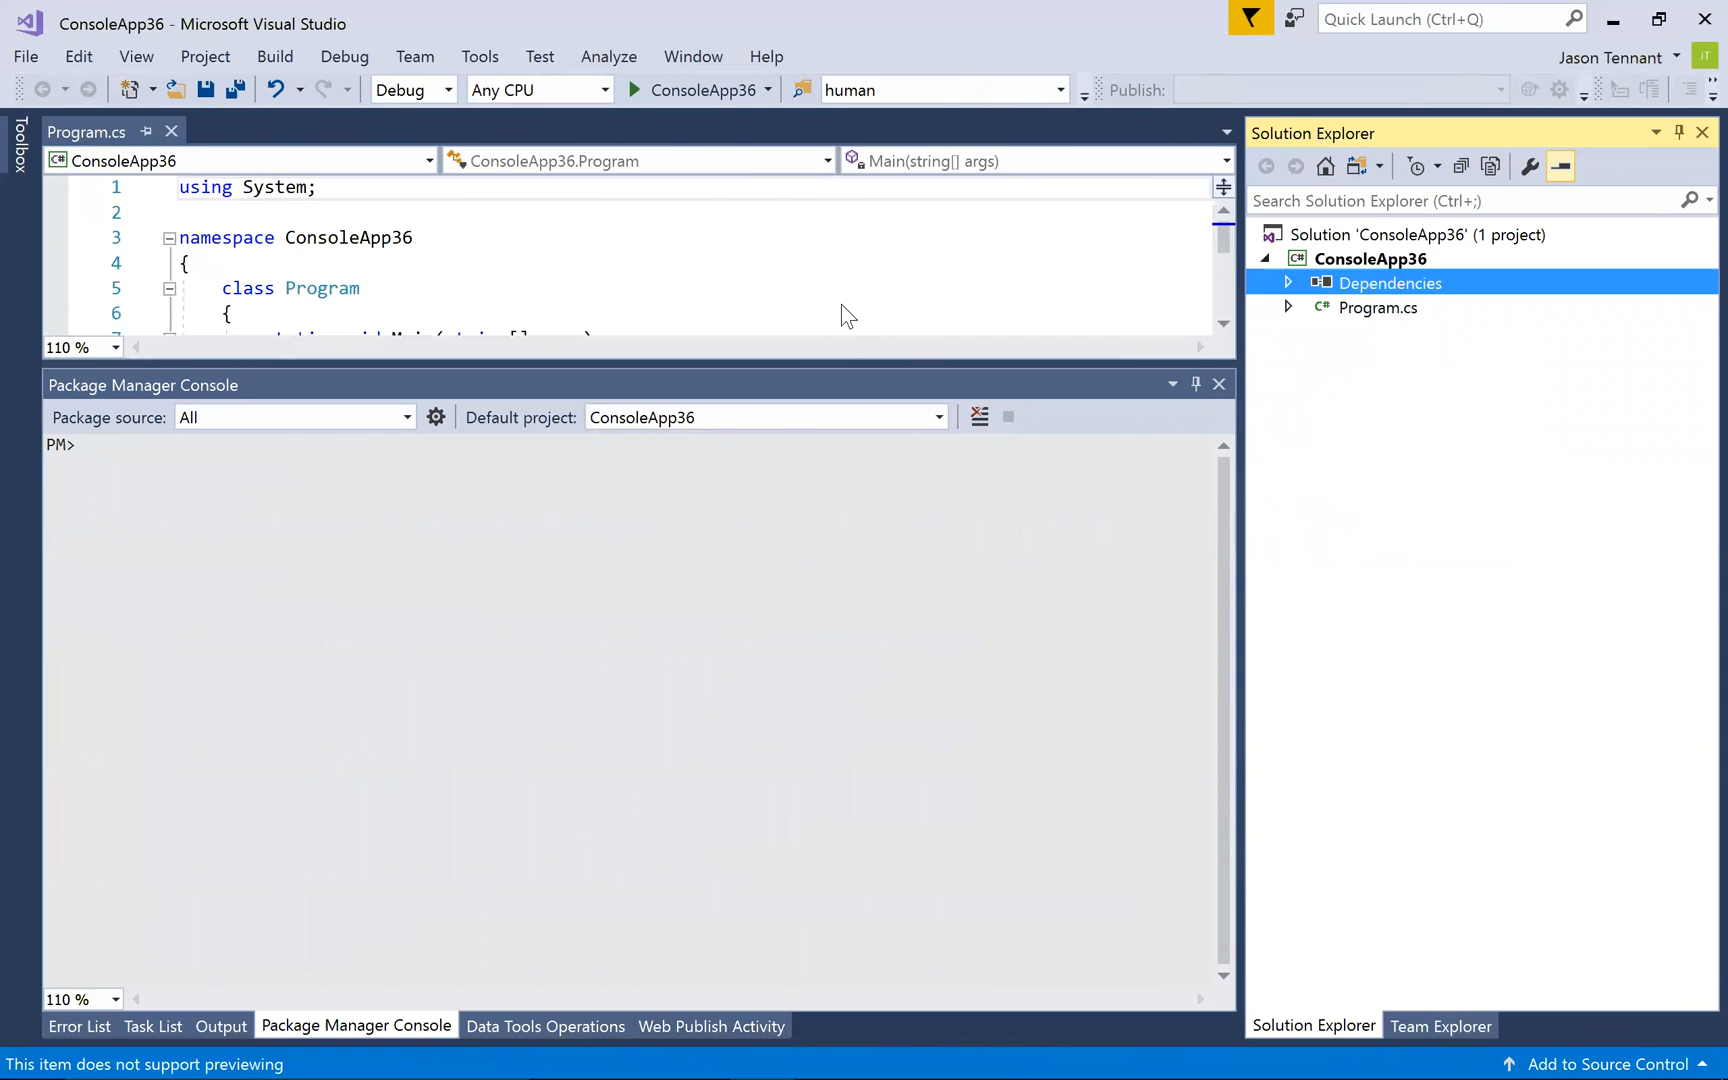 ConsoleApp36 - Microsoft Visual Studio
Quick Launch (Ctrl+Q)
File Edit View Project Build Debug Team Tools Test Analyze Window Help
Jason Tennant JT
Debug Any CPU ConsoleApp36 human Publish:
Toolbox
Program.cs
ConsoleApp36 ConsoleApp36.Program Main(string[] args)
1 using System;
2
3 namespace ConsoleApp36
4 {
5 class Program
6 {
110 %
Package Manager Console
Package source: All Default project: ConsoleApp36
PM>
110 %
Error List Task List Output Package Manager Console Data Tools Operations Web Publish Activity
Solution Explorer
Search Solution Explorer (Ctrl+;)
Solution 'ConsoleApp36' (1 project)
C# ConsoleApp36
Dependencies
C# Program.cs
Solution Explorer Team Explorer
This item does not support previewing
Add to Source Control